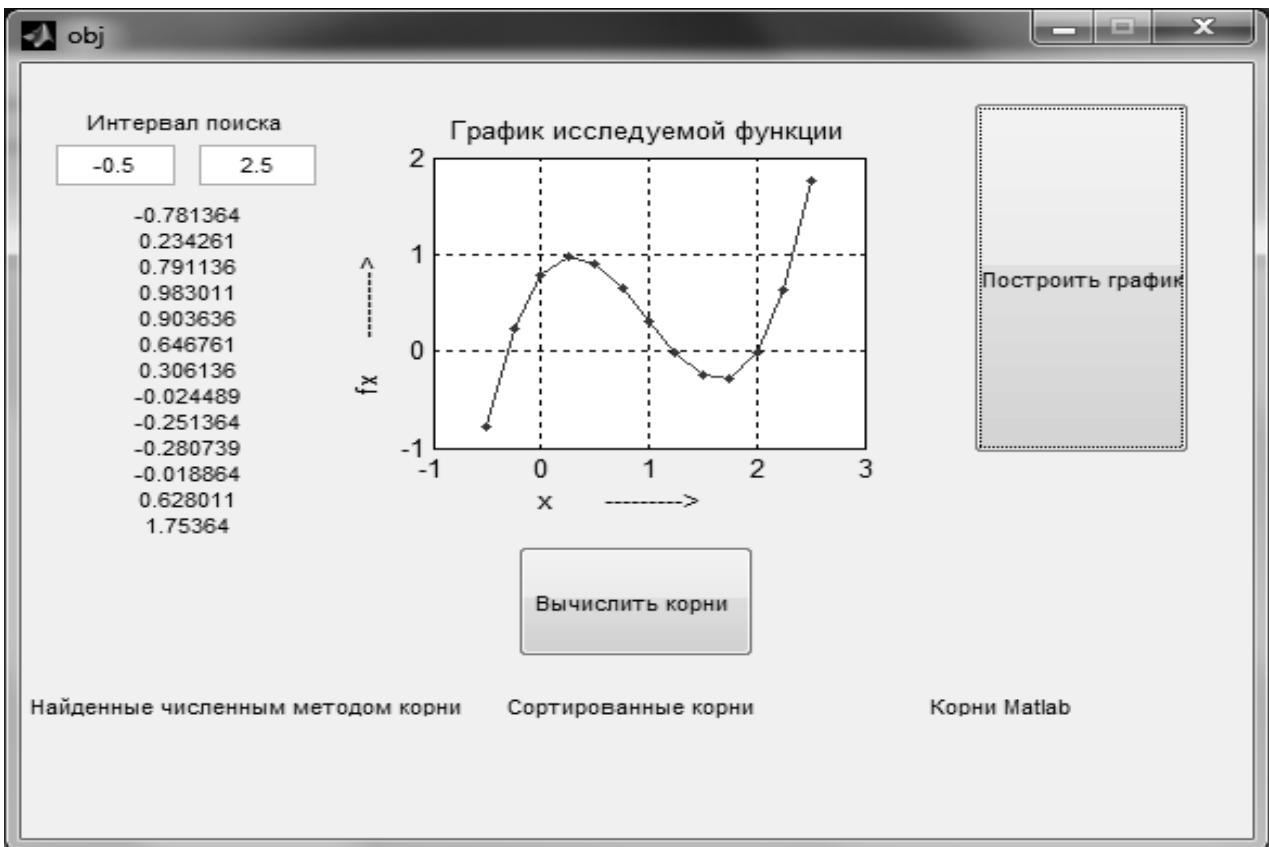 obj
Интервал поиска
-0.5 2.5
-0.781364
0.234261
0.791136
0.983011
0.903636
0.646761
0.306136
-0.024489
-0.251364
-0.280739
-0.018864
0.628011
1.75364
График исследуемой функции
2
1
0
-1
fx --------->
-1 0 1 2 3
x --------->
Построить график
Вычислить корни
Найденные численным методом корни
Сортированные корни
Корни Matlab